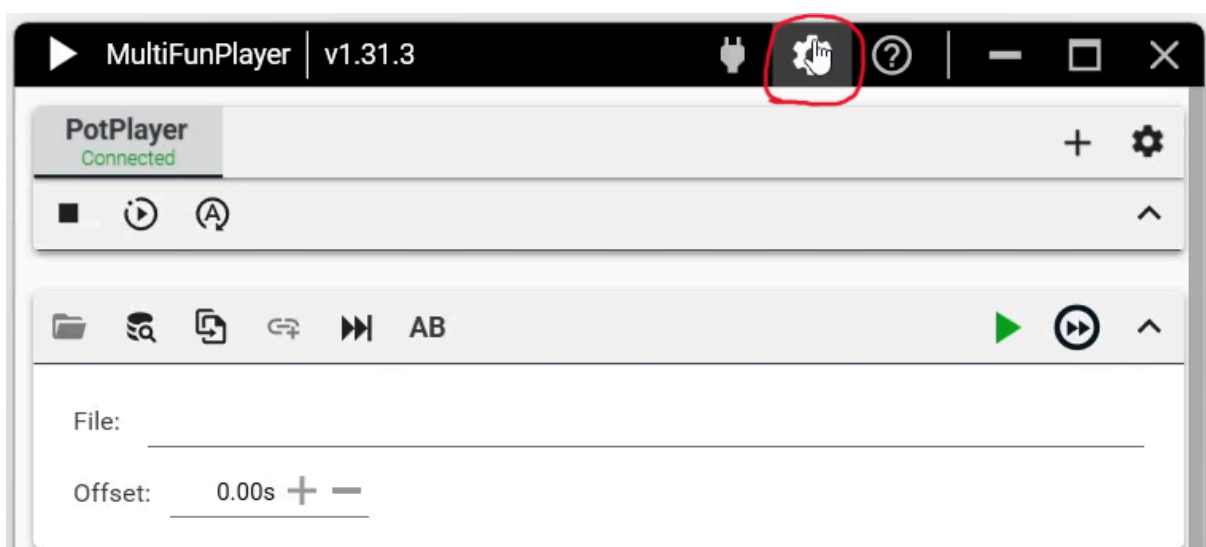 MultiFunPlayer | v1.31.3
PotPlayer
Connected
AB
File:
Offset: 0.00s